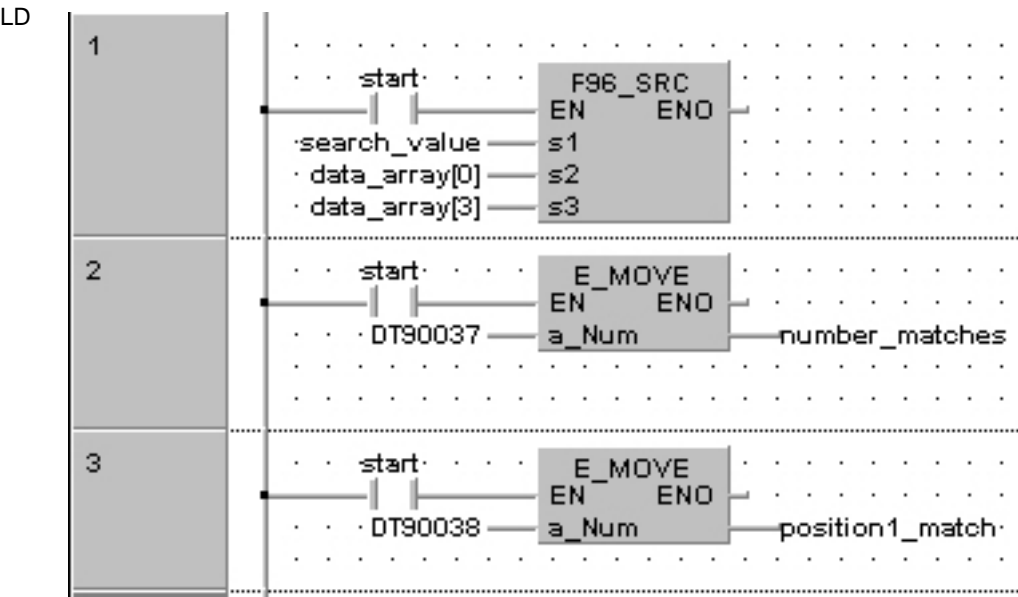 LD
1
start
F96_SRC
EN ENO
search_value s1
data_array[0] s2
data_array[3] s3
2
start
E_MOVE
EN ENO
DT90037 a_Num number_matches
3
start
E_MOVE
EN ENO
DT90038 a_Num position1_match